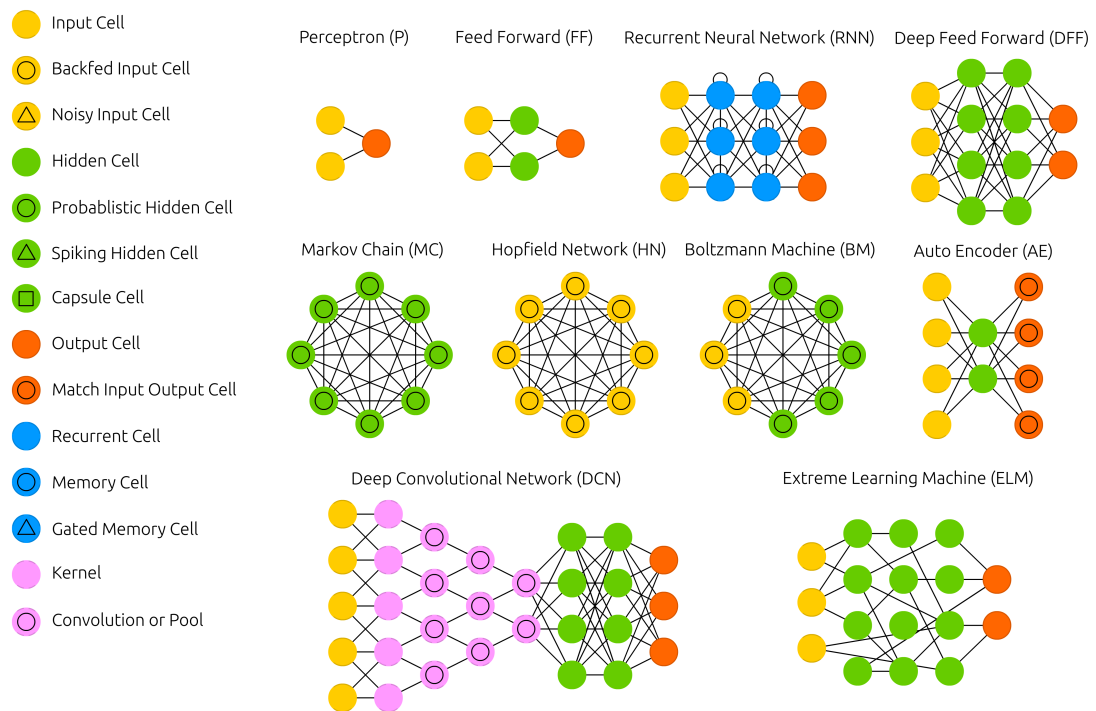 Input Cell
Backfed Input Cell
Noisy Input Cell
Hidden Cell
Probablistic Hidden Cell
Spiking Hidden Cell
Capsule Cell
Output Cell
Match Input Output Cell
Recurrent Cell
Memory Cell
Gated Memory Cell
Kernel
Convolution or Pool
Perceptron (P)
Feed Forward (FF)
Recurrent Neural Network (RNN)
Deep Feed Forward (DFF)
Markov Chain (MC)
Hopfield Network (HN)
Boltzmann Machine (BM)
Auto Encoder (AE)
Deep Convolutional Network (DCN)
Extreme Learning Machine (ELM)